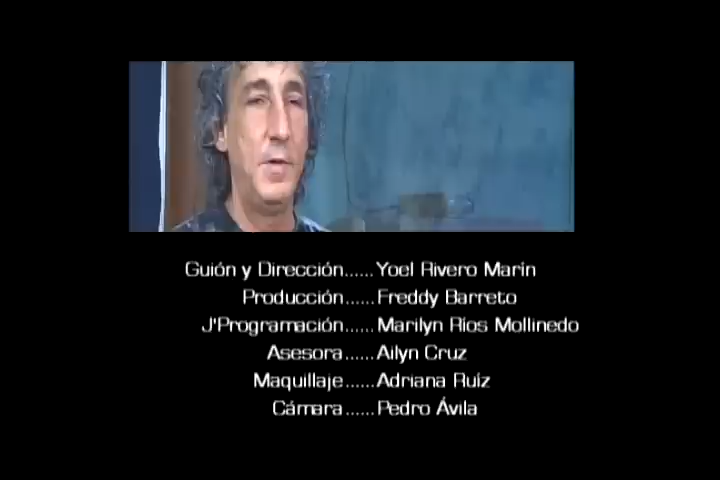 Guión y Dirección......Yoel Rivero Marín
Producción......Freddy Barreto
J'Programación......Marilyn Ríos Mollinedo
Asesora......Ailyn Cruz
Maquillaje......Adriana Ruíz
Cámara......Pedro Ávila